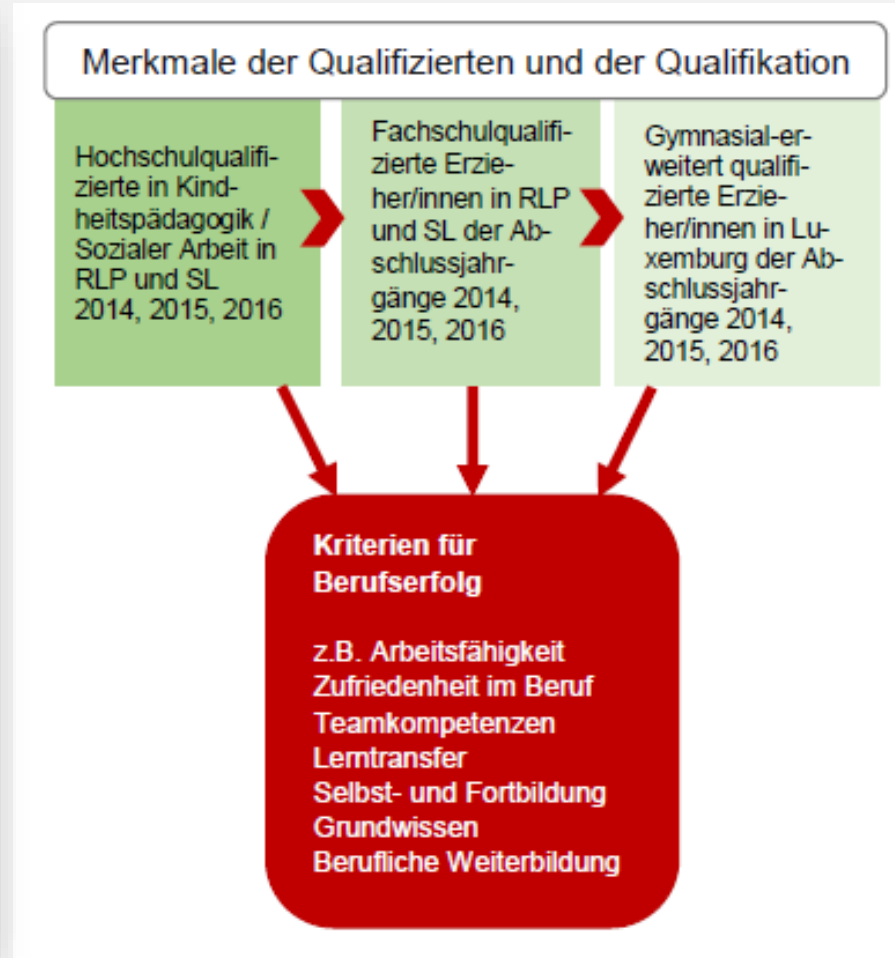 Merkmale der Qualifizierten und der Qualifikation
Hochschulqualifi-
zierte in Kind-
heitspädagogik /
Sozialer Arbeit in
RLP und SL
2014, 2015, 2016
Fachschulqualifi-
zierte Erzie-
her/innen in RLP
und SL der Ab-
schlussjahr-
gänge 2014,
2015, 2016
Gymnasial-er-
weitert qualifi-
zierte Erzie-
her/innen in Lu-
xemburg der Ab-
schlussjahr-
gänge 2014,
2015, 2016
Kriterien für
Berufserfolg
z.B. Arbeitsfähigkeit
Zufriedenheit im Beruf
Teamkompetenzen
Lerntransfer
Selbst- und Fortbildung
Grundwissen
Berufliche Weiterbildung